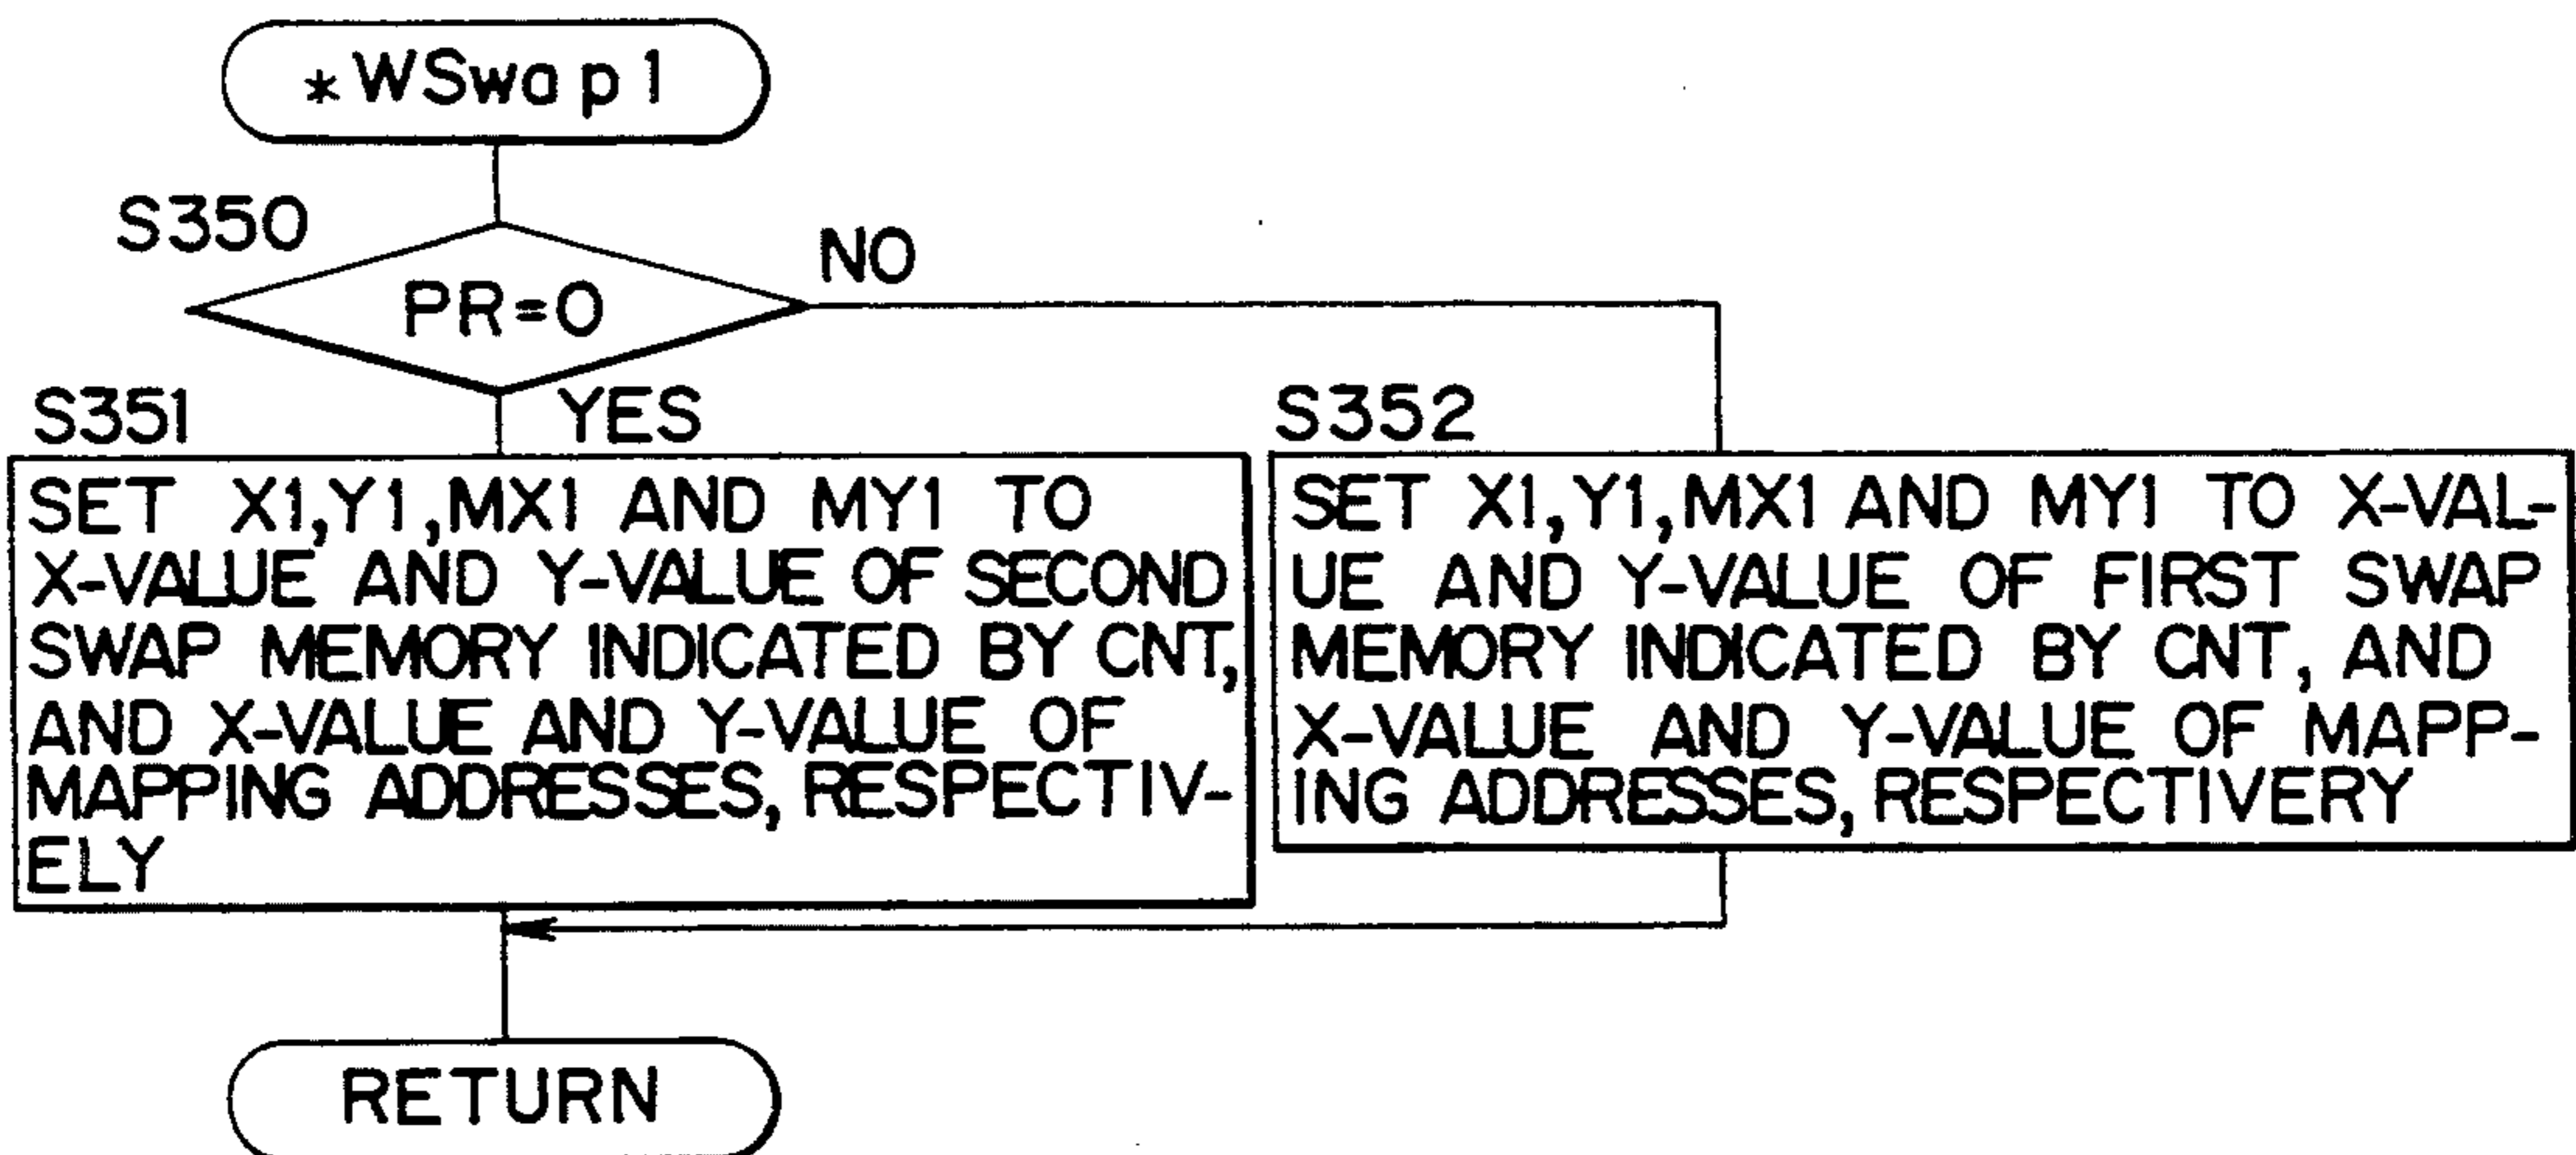 *WSwap1
S350
PR=0
NO
YES
S351
SET X1,Y1,MX1 AND MY1 TO
X-VALUE AND Y-VALUE OF SECOND
SWAP MEMORY INDICATED BY CNT,
AND X-VALUE AND Y-VALUE OF
MAPPING ADDRESSES, RESPECTIV-
ELY
S352
SET X1,Y1,MX1 AND MY1 TO X-VAL-
UE AND Y-VALUE OF FIRST SWAP
MEMORY INDICATED BY CNT, AND
X-VALUE AND Y-VALUE OF MAPP-
ING ADDRESSES, RESPECTIVERY
RETURN